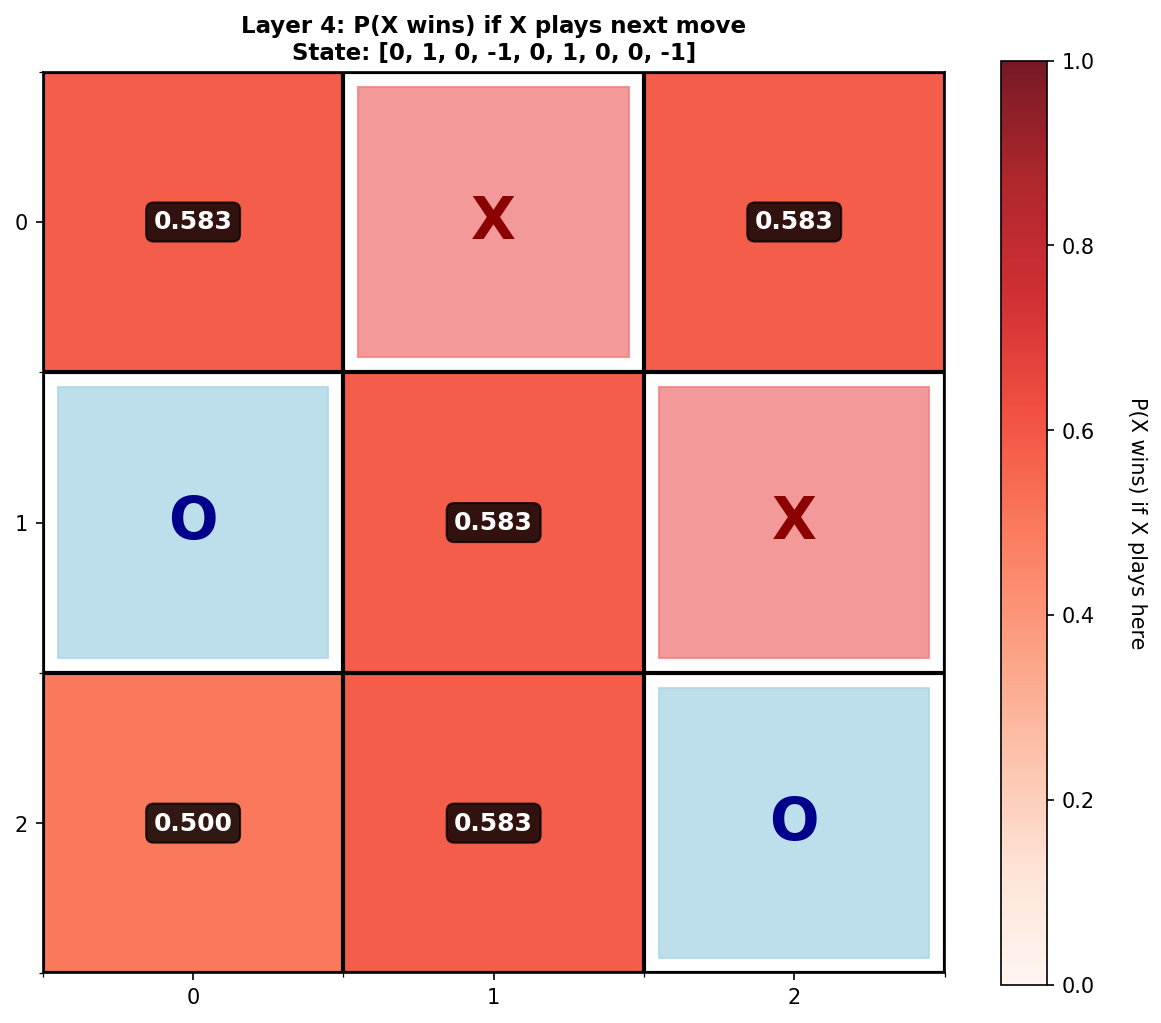 Layer 4: P(X wins) if X plays next move
State: [0, 1, 0, -1, 0, 1, 0, 0, -1]
0.583
X
0.583
O
0.583
X
0.500
0.583
O
0
1
2
0
1
2
1.0
0.8
0.6
0.4
0.2
0.0
P(X wins) if X plays here